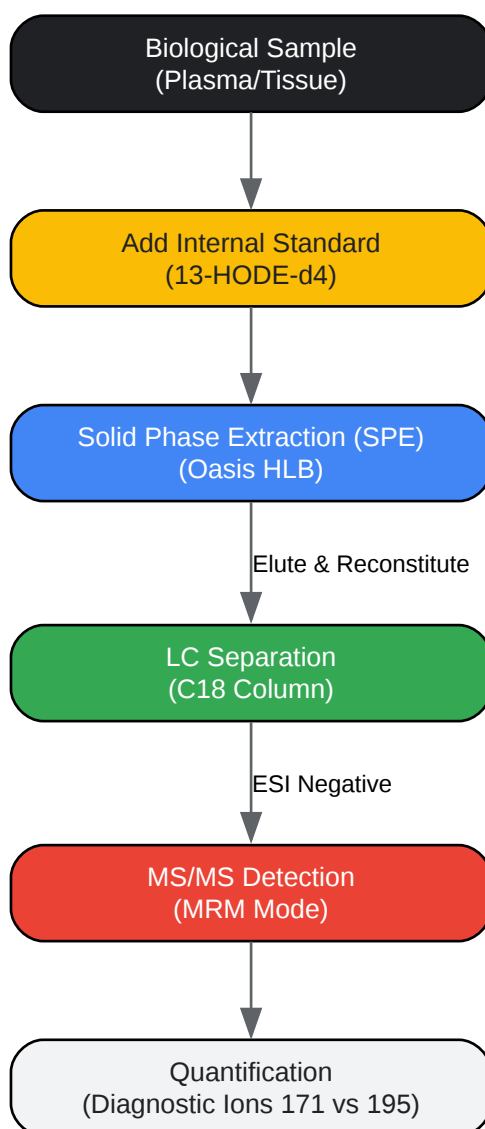 Biological Sample
(Plasma/Tissue)
Add Internal Standard
(13-HODE-d4)
Solid Phase Extraction (SPE)
(Oasis HLB)
Elute & Reconstitute
LC Separation
(C18 Column)
ESI Negative
MS/MS Detection
(MRM Mode)
Quantification
(Diagnostic Ions 171 vs 195)